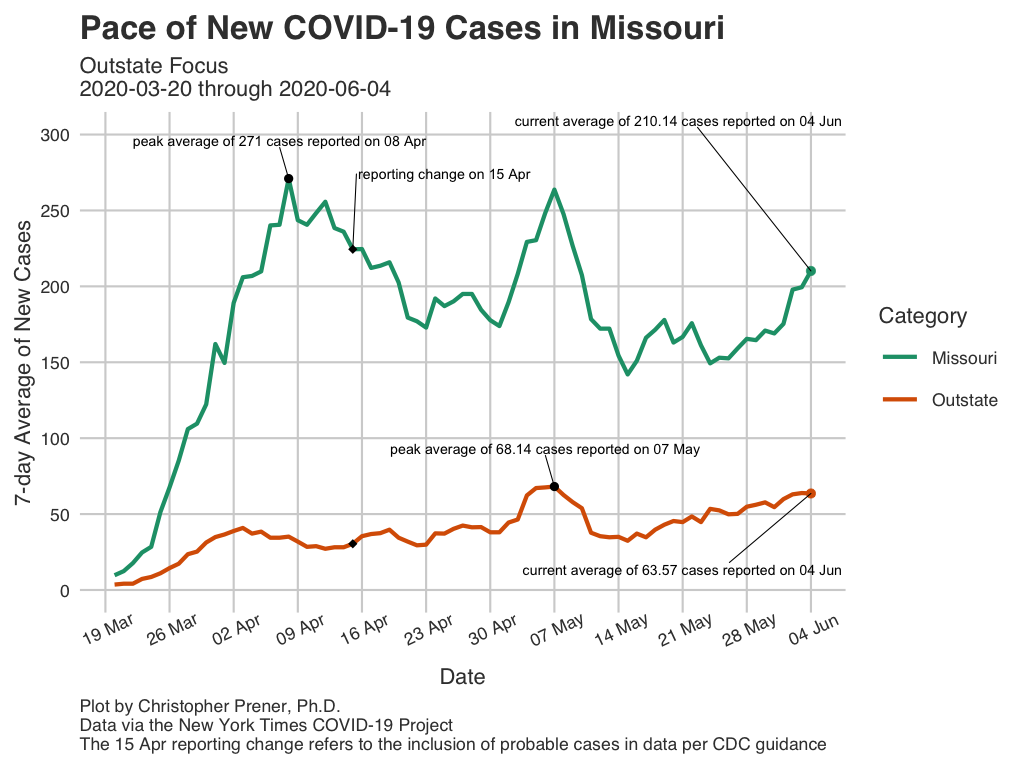 Pace of New COVID-19 Cases in Missouri
Outstate Focus
2020-03-20 through 2020-06-04
current average of 210.14 cases reported on 04 Jun
peak average of 271 cases reported on 08 Apr
reporting change on 15 Apr
peak average of 68.14 cases reported on 07 May
current average of 63.57 cases reported on 04 Jun
7-day Average of New Cases
300
250
200
150
100
50
0
19 Mar
26 Mar
02 Apr
09 Apr
16 Apr
23 Apr
30 Apr
07 May
14 May
21 May
28 May
04 Jun
Date
Category
Missouri
Outstate
Plot by Christopher Prener, Ph.D.
Data via the New York Times COVID-19 Project
The 15 Apr reporting change refers to the inclusion of probable cases in data per CDC guidance